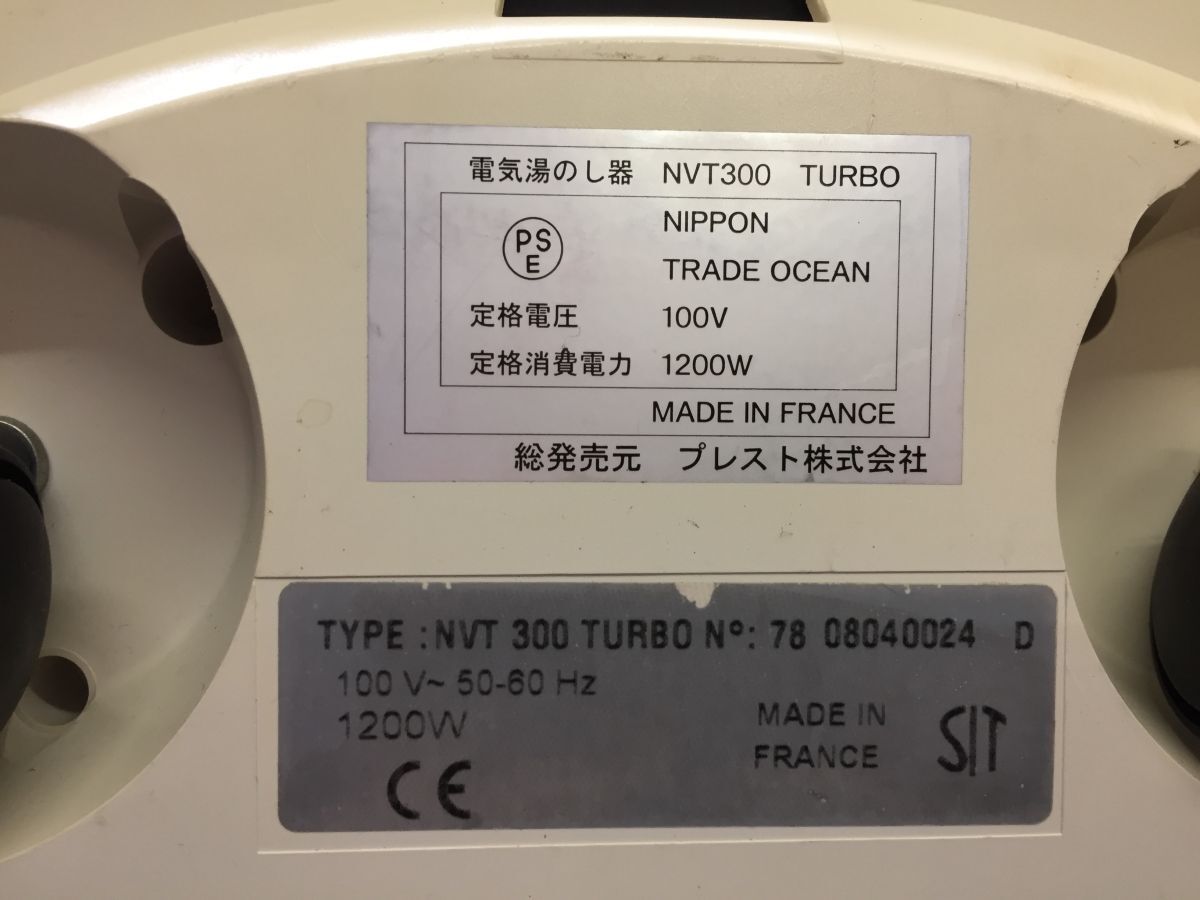 電気湯のし器 NVT300 TURBO
PSE
NIPPON
TRADE OCEAN
定格電圧 100V
定格消費電力 1200W
MADE IN FRANCE
総発売元 プレスト株式会社
TYPE :NVT 300 TURBO Nº: 78 08040024 D
100 V~ 50-60 Hz
1200W
MADE IN
FRANCE
SIT
CE